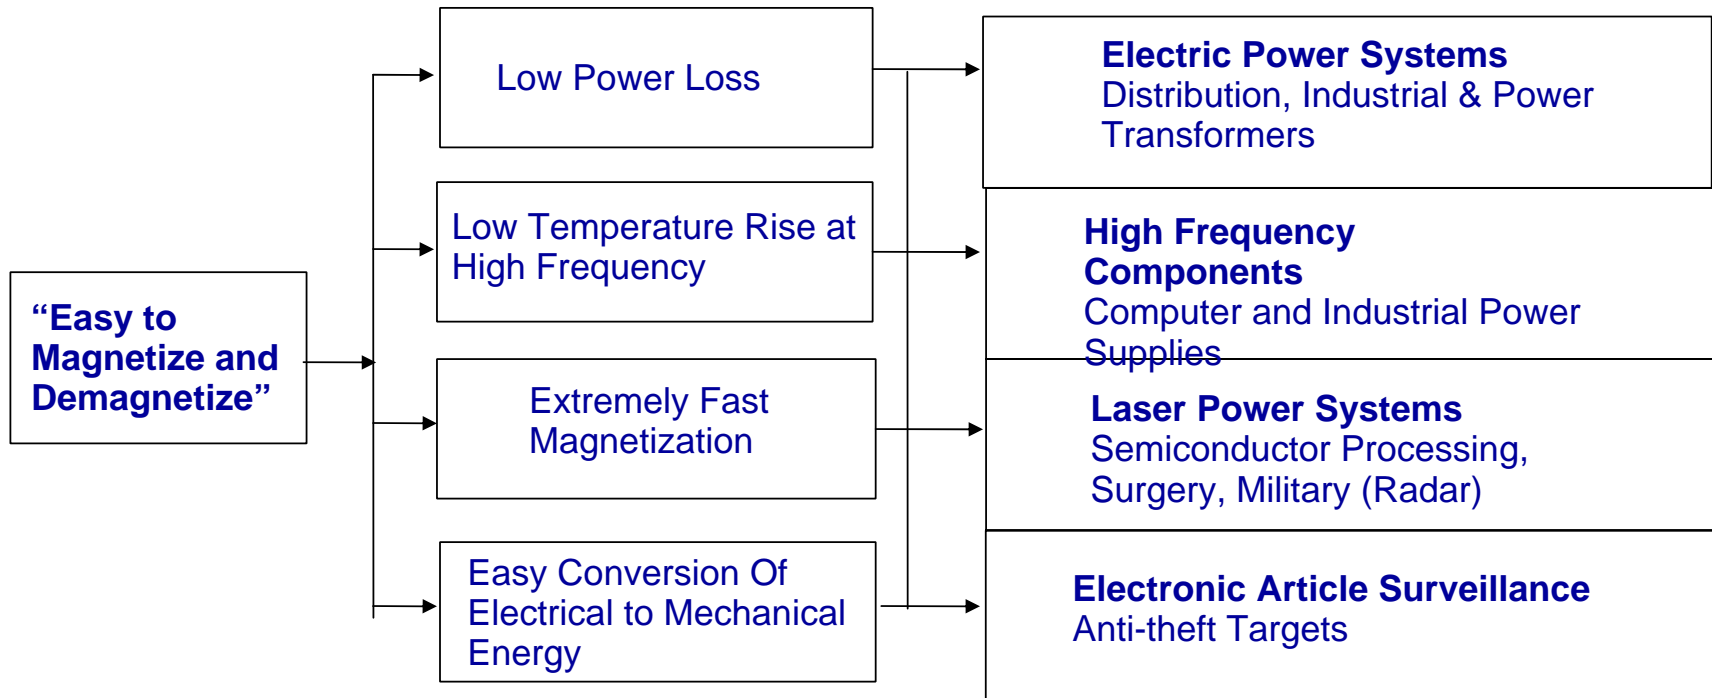 “Easy to
Magnetize and
Demagnetize”
Low Power Loss
Low Temperature Rise at
High Frequency
Extremely Fast
Magnetization
Easy Conversion Of
Electrical to Mechanical
Energy
Electric Power Systems
Distribution, Industrial & Power
Transformers
High Frequency
Components
Computer and Industrial Power
Supplies
Laser Power Systems
Semiconductor Processing,
Surgery, Military (Radar)
Electronic Article Surveillance
Anti-theft Targets